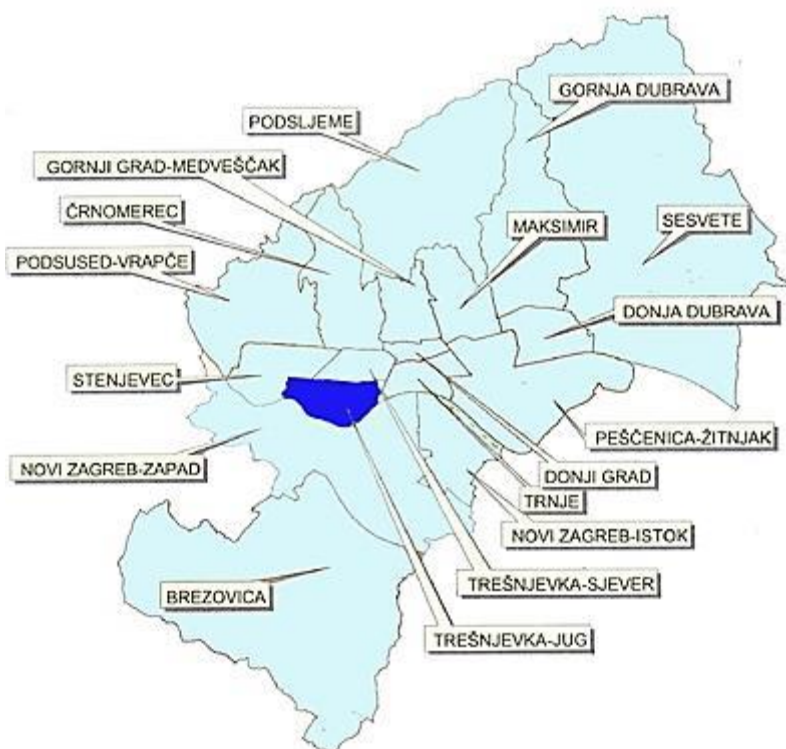 GORNJA DUBRAVA
PODSLJEME
GORNJI GRAD-MEDVEŠČAK
ČRNOMEREC
MAKSIMIR
SESVETE
PODSUSED-VRAPČE
DONJA DUBRAVA
STENJEVEC
PEŠČENICA-ŽITNJAK
NOVI ZAGREB-ZAPAD
DONJI GRAD
TRNJE
NOVI ZAGREB-ISTOK
TREŠNJEVKA-SJEVER
BREZOVICA
TREŠNJEVKA-JUG